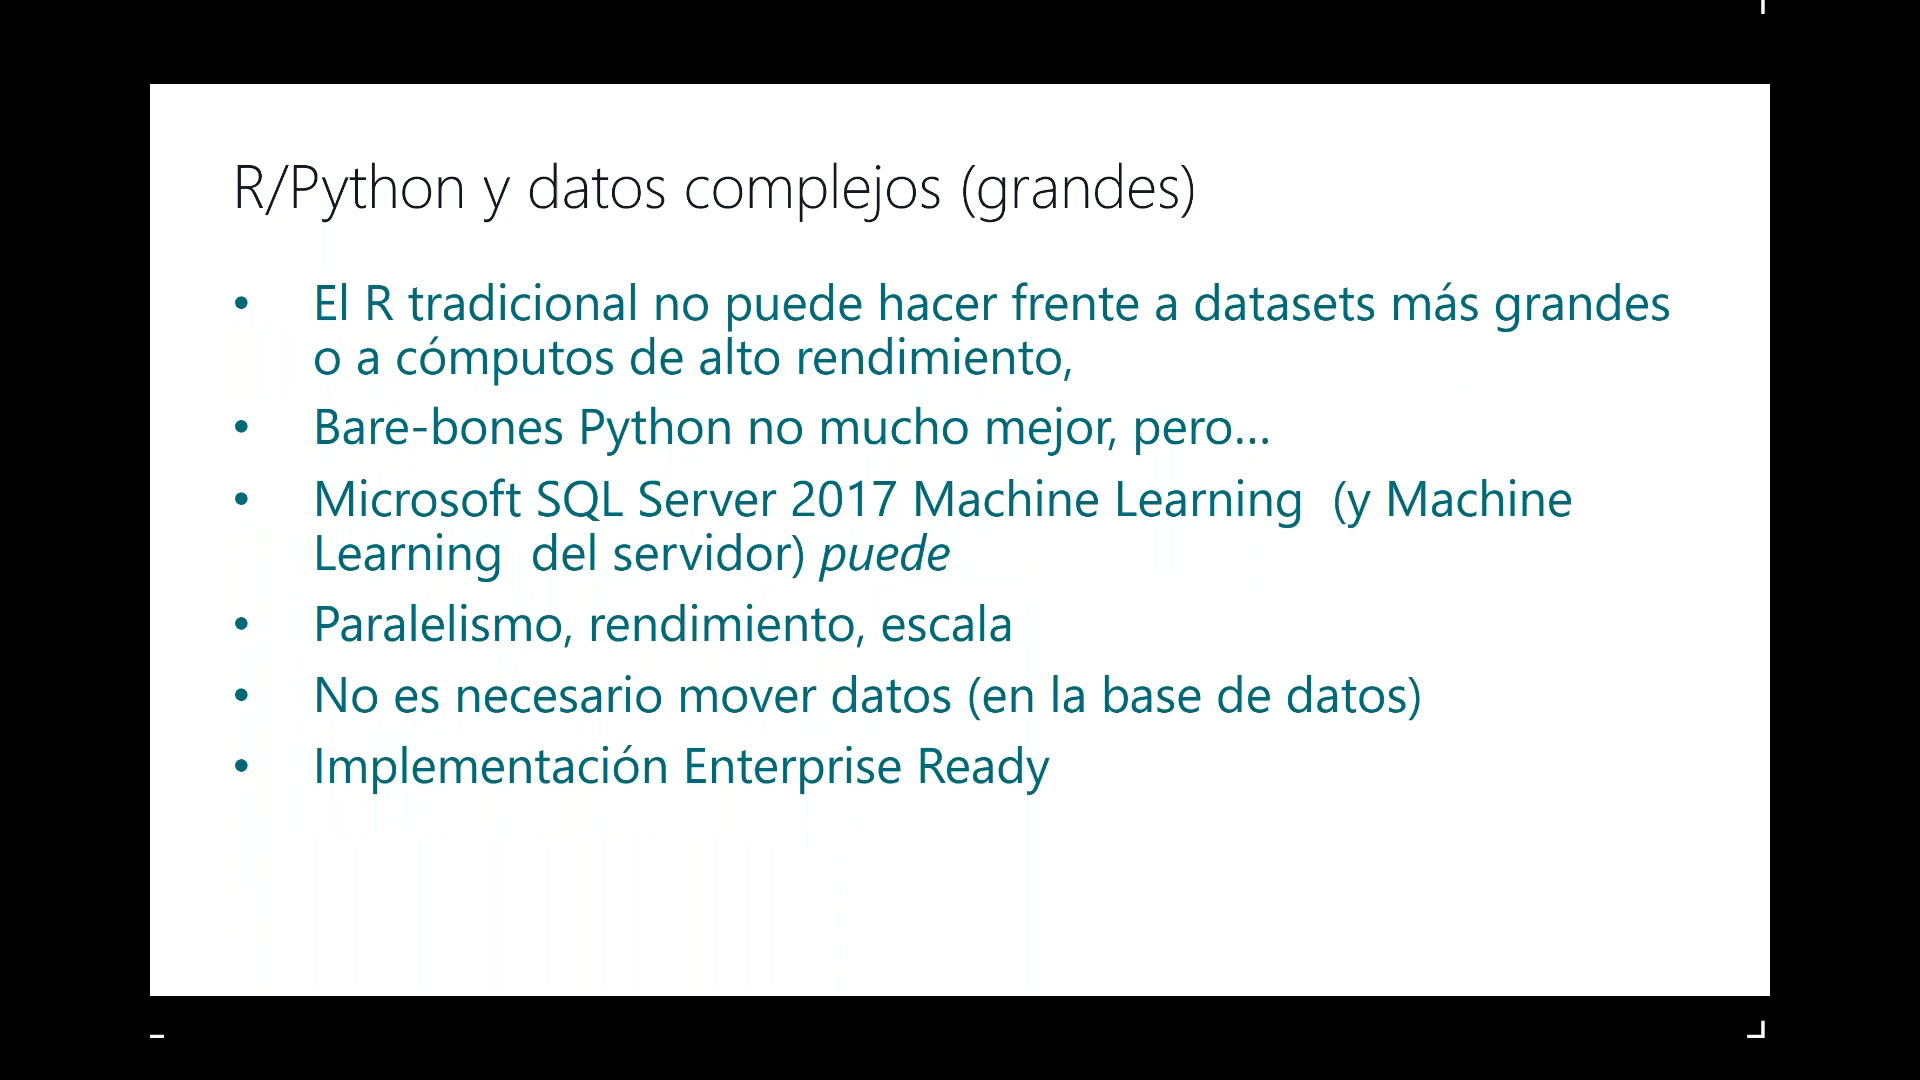 R/Python y datos complejos (grandes)
• El R tradicional no puede hacer frente a datasets más grandes
o a cómputos de alto rendimiento,
• Bare-bones Python no mucho mejor, pero...
• Microsoft SQL Server 2017 Machine Learning (y Machine
Learning del servidor) puede
• Paralelismo, rendimiento, escala
• No es necesario mover datos (en la base de datos)
• Implementación Enterprise Ready